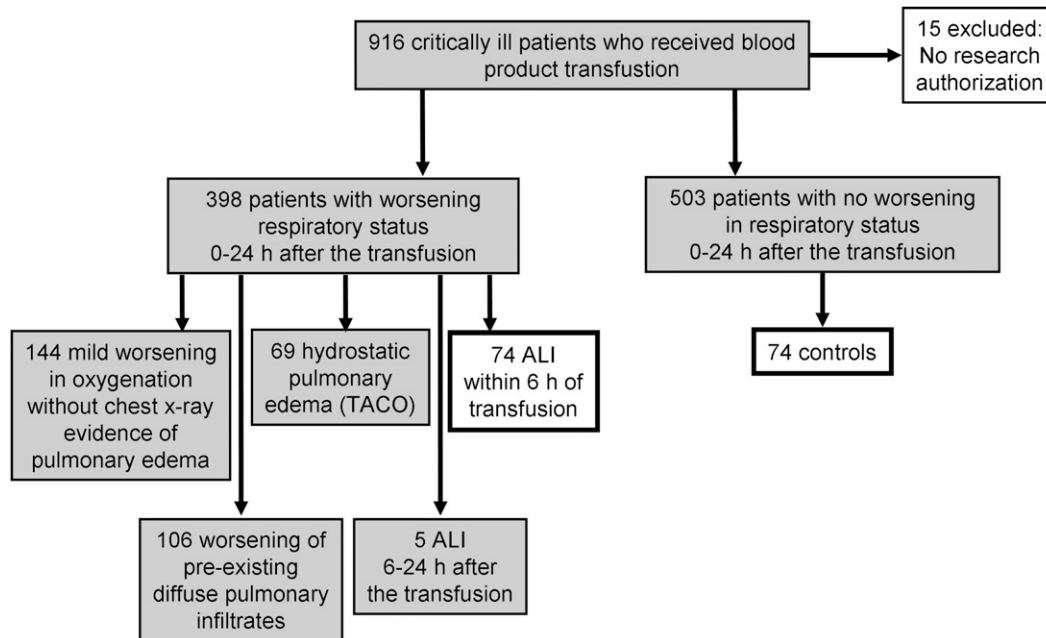 916 critically ill patients who received blood
product transfustion
15 excluded:
No research
authorization
398 patients with worsening
respiratory status
0-24 h after the transfusion
503 patients with no worsening
in respiratory status
0-24 h after the transfusion
144 mild worsening
in oxygenation
without chest x-ray
evidence of
pulmonary edema
69 hydrostatic
pulmonary
edema (TACO)
74 ALI
within 6 h of
transfusion
74 controls
106 worsening of
pre-existing
diffuse pulmonary
infiltrates
5 ALI
6-24 h after
the transfusion